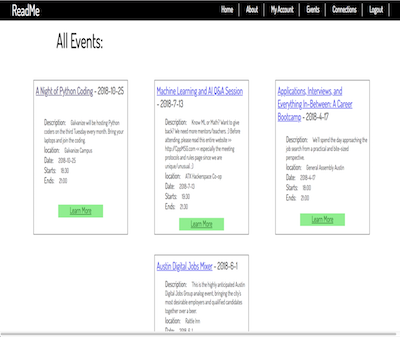 ReadMe
Home
About
My Account
Events
Connections
Logout
All Events:
A Night of Python Coding - 2018-10-25
Description: Galvanize will be hosting Python
coders on the third Tuesday every month. Bring your
laptops and join the coding.
location: Galvanize Campus
Date: 2018-10-25
Starts: 18:30
Ends: 21:00
Learn More
Machine Learning and AI Q&A Session
- 2018-7-13
Description: Know ML or Math? Want to give
back? We need more mentors/teachers. ;) Before
attending, please read this entire website >>
especially the meeting
protocols and rules page since we are
unique/unusual ;)
location: ATX Hackerspace Co-op
Date: 2018-7-13
Starts: 19:30
Ends: 21:00
Learn More
Applications, Interviews, and
Everything In-Between: A Career
Bootcamp - 2018-4-17
Description: We'll spend the day approaching the
job search from a practical and bite-sized
perspective.
location: General Assembly Austin
Date: 2018-4-17
Starts: 18:00
Ends: 21:00
Learn More
Austin Digital Jobs Mixer - 2018-6-1
Description: This is the highly anticipated Austin
Digital Jobs Group analog event, bringing the city's
most desirable employers and qualified candidates
together over a beer.
location: Rattle Inn